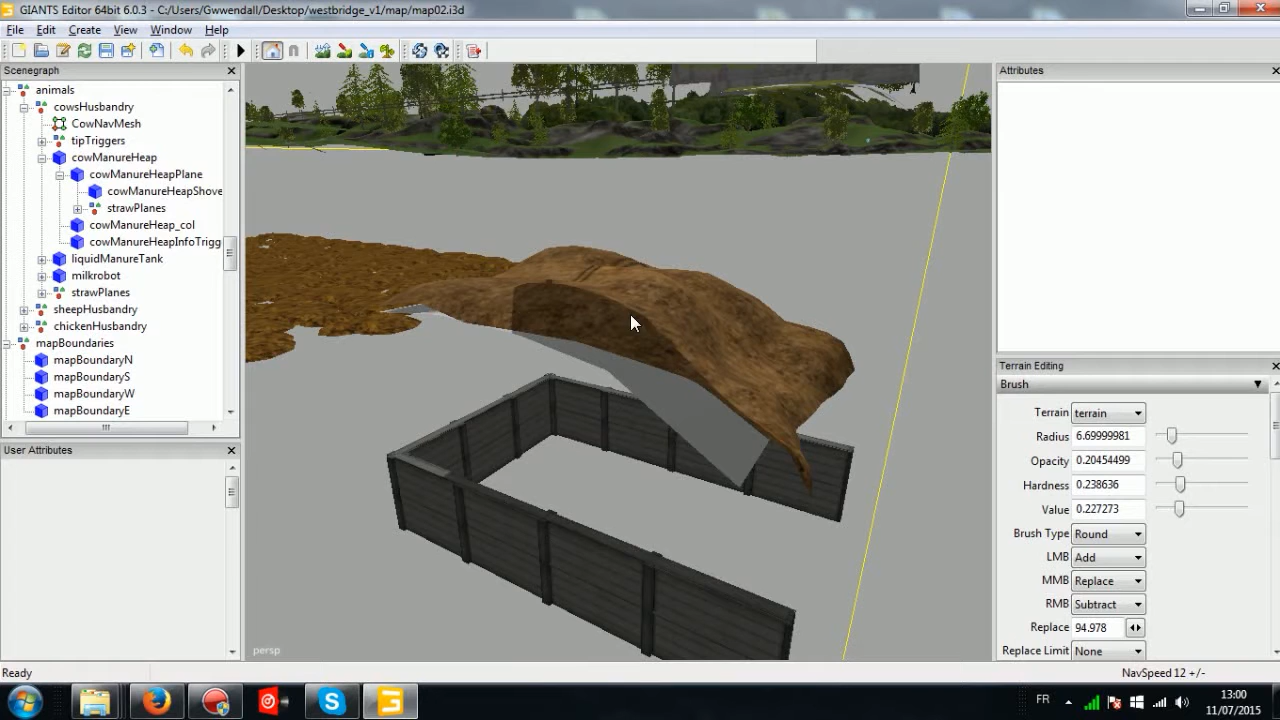 GIANTS Editor 64bit 6.0.3 - C:/Users/Gwwendall/Desktop/westbridge_v1/map/map02.i3d
File Edit Create View Window Help
Scenegraph
animals
cowsHusbandry
CowNavMesh
tipTriggers
cowManureHeap
cowManureHeapPlane
cowManureHeapShove
strawPlanes
cowManureHeap_col
cowManureHeapInfoTrigg
liquidManureTank
milkrobot
strawPlanes
sheepHusbandry
chickenHusbandry
mapBoundaries
mapBoundaryN
mapBoundaryS
mapBoundaryW
mapBoundaryE
User Attributes
persp
Attributes
Terrain Editing
Brush
Terrain terrain
Radius 6.69999981
Opacity 0.20454499
Hardness 0.238636
Value 0.227273
Brush Type Round
LMB Add
MMB Replace
RMB Subtract
Replace 94.978
Replace Limit None
Ready
NavSpeed 12 +/-
FR
13:00
11/07/2015